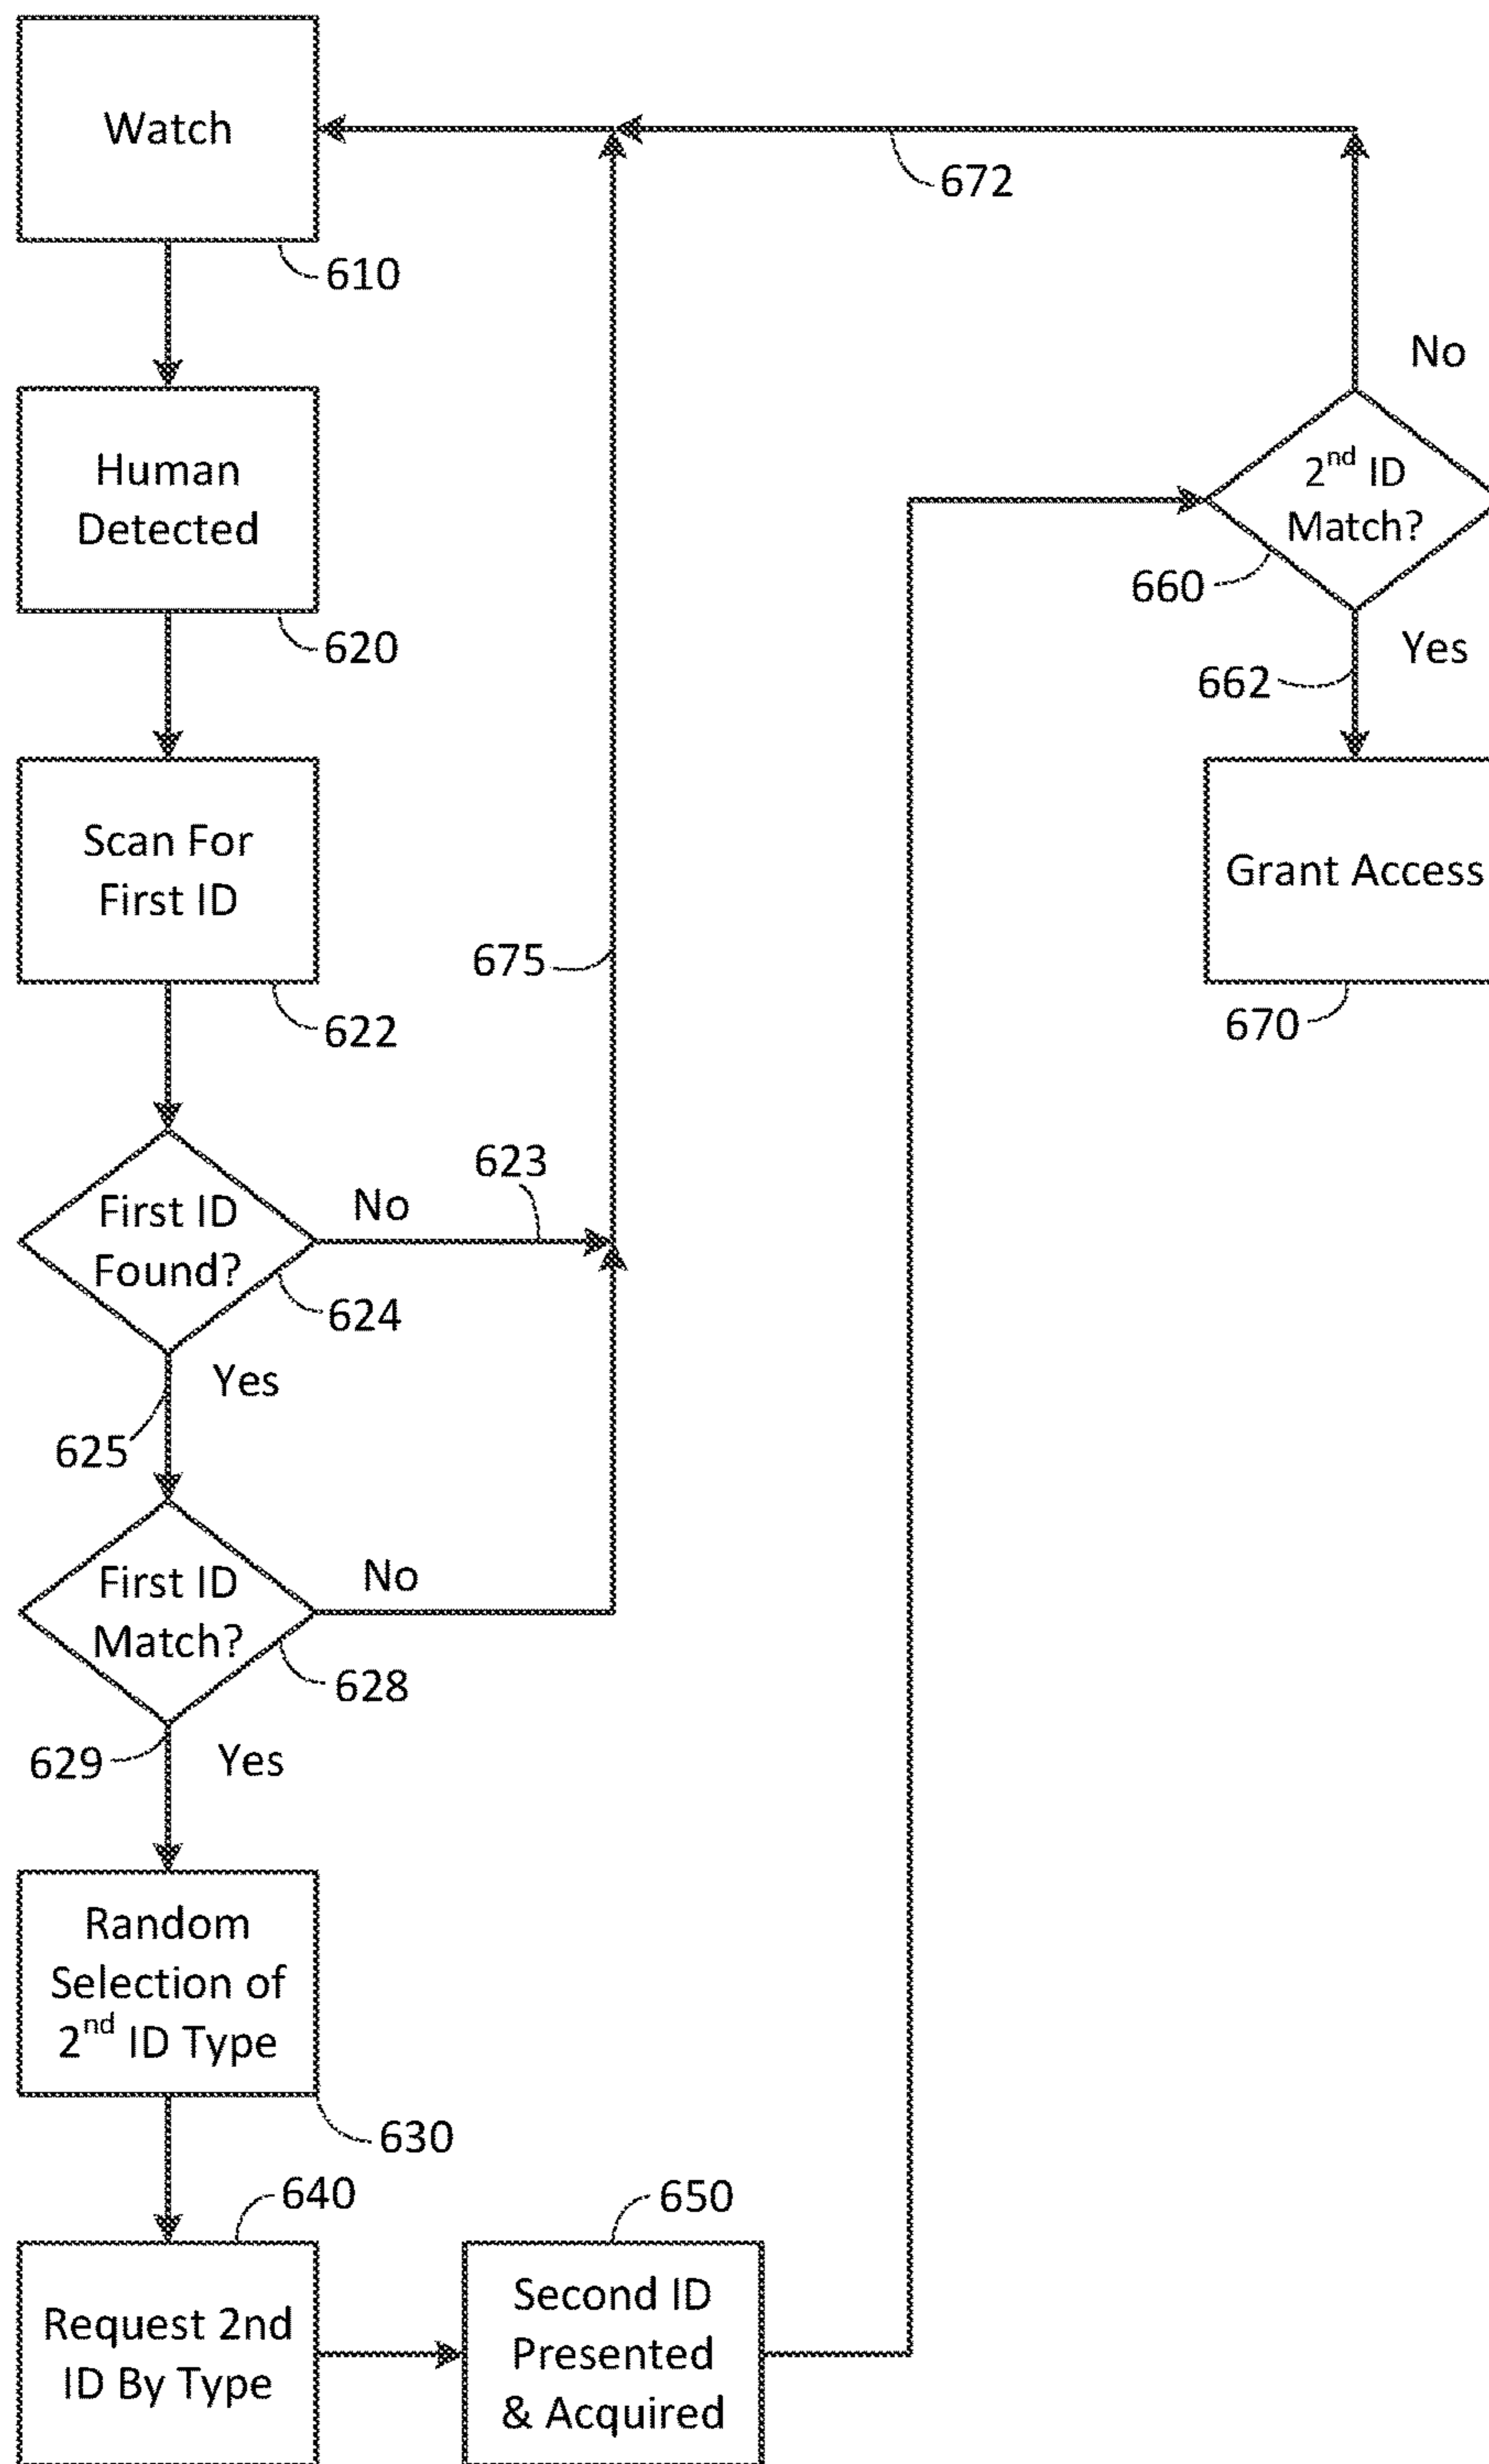 Watch
610
672
Human
Detected
620
No
2nd ID
Match?
660
Yes
662
Scan For
First ID
622
675
Grant Access
670
First ID
Found?
624
No
623
Yes
625
First ID
Match?
628
No
629
Yes
Random
Selection of
2nd ID Type
630
640
Request 2nd
ID By Type
650
Second ID
Presented
& Acquired